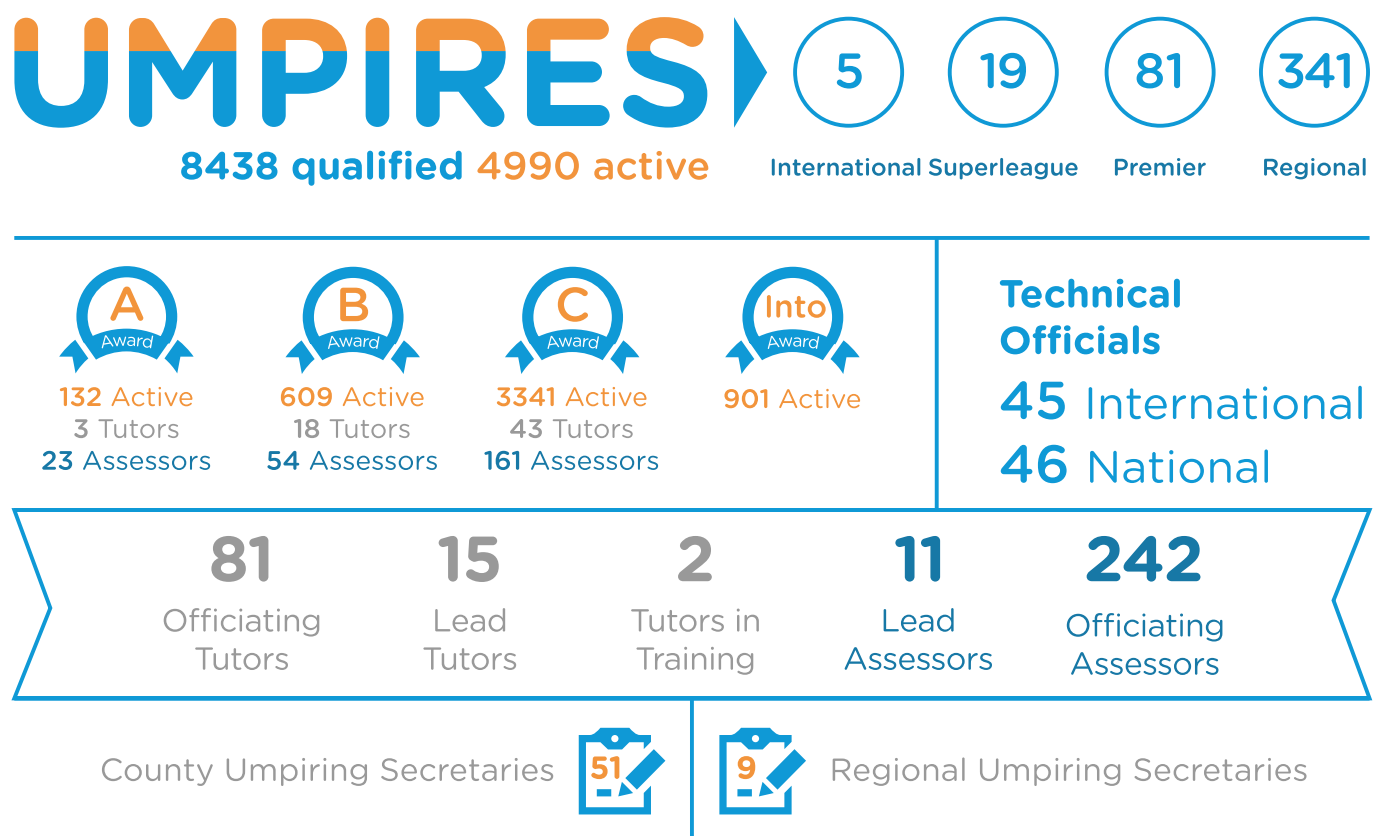 UMPIRES
8438 qualified 4990 active
5
International
19
Superleague
81
Premier
341
Regional
A
Award
132 Active
3 Tutors
23 Assessors
B
Award
609 Active
18 Tutors
54 Assessors
C
Award
3341 Active
43 Tutors
161 Assessors
Into
Award
901 Active
Technical
Officials
45 International
46 National
81
Officiating
Tutors
15
Lead
Tutors
2
Tutors in
Training
11
Lead
Assessors
242
Officiating
Assessors
County Umpiring Secretaries
51
9
Regional Umpiring Secretaries